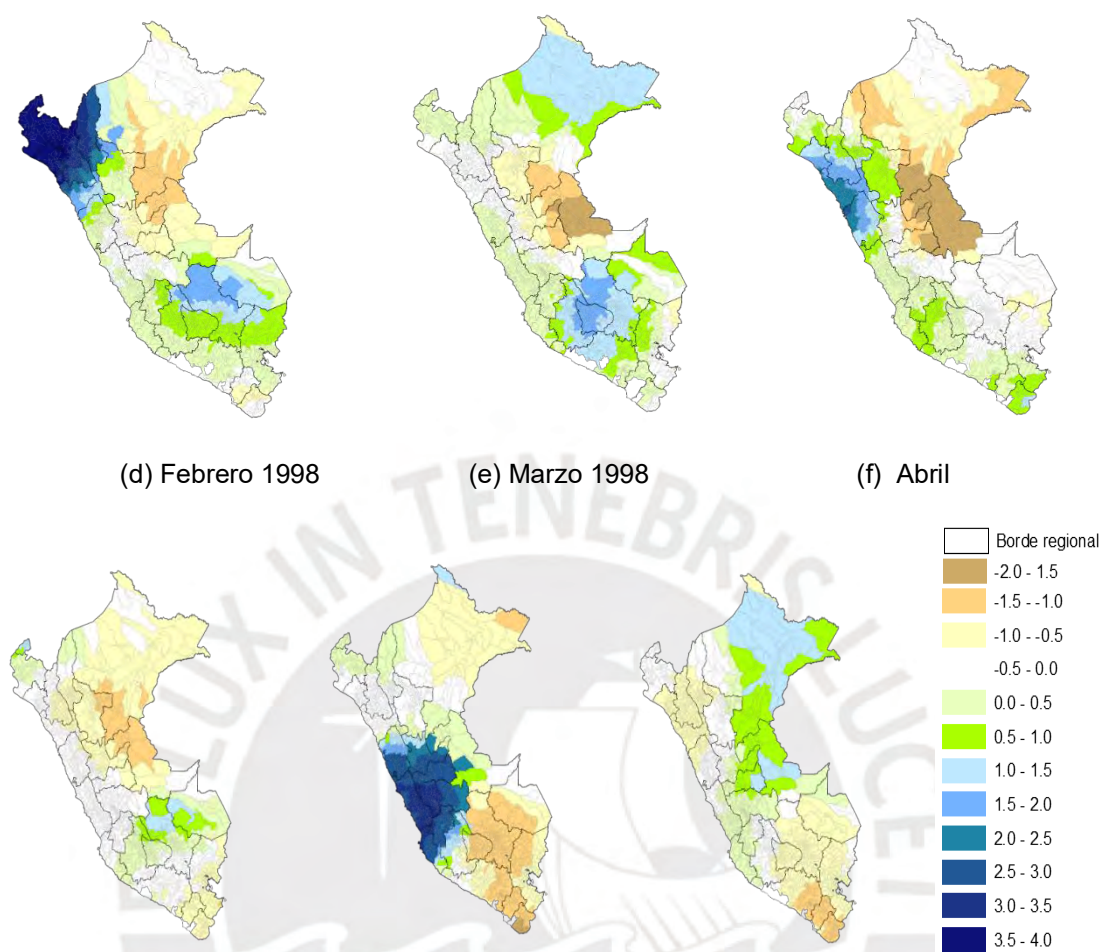 (d) Febrero 1998 (e) Marzo 1998 (f) Abril
LUX IN TENEBRIS LUCET
Borde regional
-2.0 - 1.5
-1.5 - -1.0
-1.0 - -0.5
-0.5 - 0.0
0.0 - 0.5
0.5 - 1.0
1.0 - 1.5
1.5 - 2.0
2.0 - 2.5
2.5 - 3.0
3.0 - 3.5
3.5 - 4.0